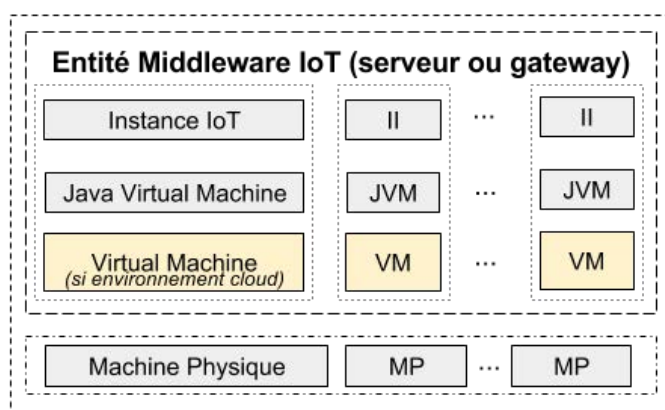 Entité Middleware IoT (serveur ou gateway)
Instance IoT II ... II
Java Virtual Machine JVM ... JVM
Virtual Machine VM ... VM
(si environnement cloud)
Machine Physique MP ... MP